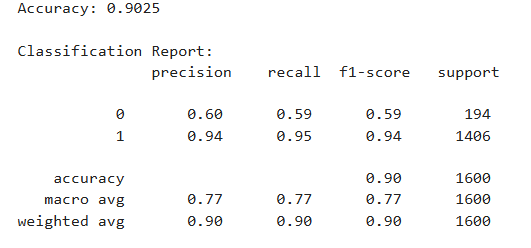 Accuracy: 0.9025
Classification Report:
precision recall f1-score support
0 0.60 0.59 0.59 194
1 0.94 0.95 0.94 1406
accuracy 0.90 1600
macro avg 0.77 0.77 0.77 1600
weighted avg 0.90 0.90 0.90 1600